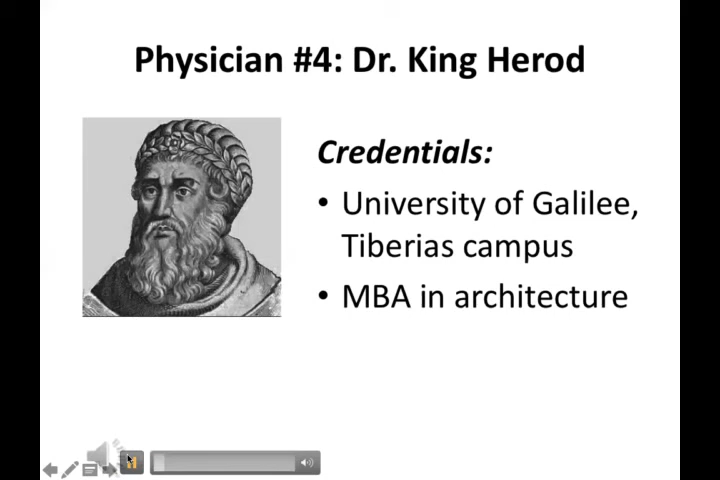 Physician #4: Dr. King Herod
Credentials:
• University of Galilee,
Tiberias campus
• MBA in architecture